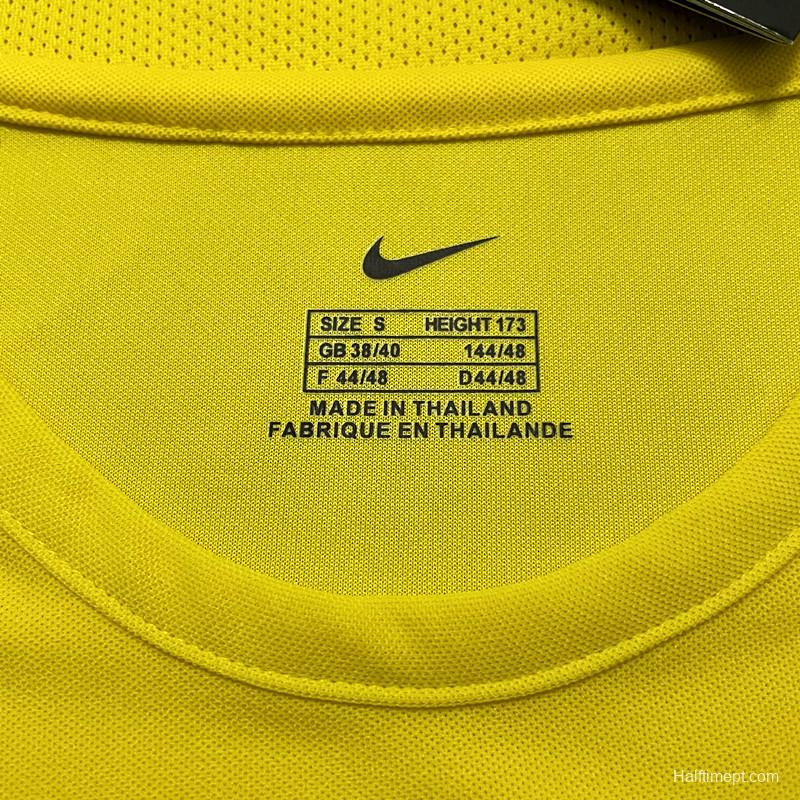 SIZE S HEIGHT 173
GB 38/40 144/48
F 44/48 D44/48
MADE IN THAILAND
FABRIQUE EN THAILANDE
Halftimept.com